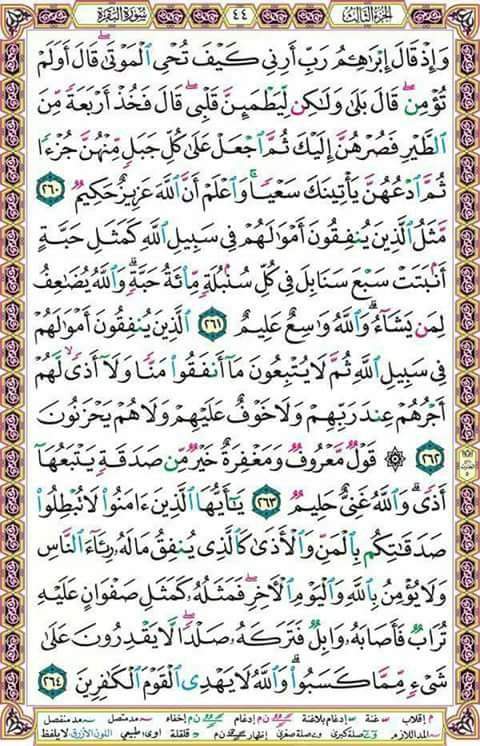 الجزء الثالث ٤٤ سورة البقرة
وَإِذْ قَالَ إِبْرَٰهِـۧمُ رَبِّ أَرِنِي كَيْفَ تُحْيِ ٱلْمَوْتَىٰۖ قَالَ أَوَلَمْ
تُؤْمِنۖ قَالَ بَلَىٰ وَلَـٰكِن لِّيَطْمَئِنَّ قَلْبِيۖ قَالَ فَخُذْ أَرْبَعَةً مِّنَ
ٱلطَّيْرِ فَصُرْهُنَّ إِلَيْكَ ثُمَّ ٱجْعَلْ عَلَىٰ كُلِّ جَبَلٍ مِّنْهُنَّ جُزْءًا
ثُمَّ ٱدْعُهُنَّ يَأْتِينَكَ سَعْيًاۚ وَٱعْلَمْ أَنَّ ٱللَّهَ عَزِيزٌ حَكِيمٌ ٢٦٠
مَّثَلُ ٱلَّذِينَ يُنفِقُونَ أَمْوَٰلَهُمْ فِي سَبِيلِ ٱللَّهِ كَمَثَلِ حَبَّةٍ
أَنۢبَتَتْ سَبْعَ سَنَابِلَ فِي كُلِّ سُنۢبُلَةٍ مِّا۟ئَةُ حَبَّةٍۗ وَٱللَّهُ يُضَـٰعِفُ
لِمَن يَشَآءُۗ وَٱللَّهُ وَٰسِعٌ عَلِيمٌ ٢٦١ ٱلَّذِينَ يُنفِقُونَ أَمْوَٰلَهُمْ
فِي سَبِيلِ ٱللَّهِ ثُمَّ لَا يُتْبِعُونَ مَآ أَنفَقُوا۟ مَنًّا وَلَآ أَذًىۙ لَّهُمْ
أَجْرُهُمْ عِندَ رَبِّهِمْ وَلَا خَوْفٌ عَلَيْهِمْ وَلَا هُمْ يَحْزَنُونَ
٢٦٢ ۞ قَوْلٌ مَّعْرُوفٌ وَمَغْفِرَةٌ خَيْرٌ مِّن صَدَقَةٍ يَتْبَعُهَآ
أَذًىۗ وَٱللَّهُ غَنِيٌّ حَلِيمٌ ٢٦٣ يَـٰٓأَيُّهَا ٱلَّذِينَ ءَامَنُوا۟ لَا تُبْطِلُوا۟
صَدَقَـٰتِكُم بِٱلْمَنِّ وَٱلْأَذَىٰ كَٱلَّذِي يُنفِقُ مَالَهُۥ رِئَآءَ ٱلنَّاسِ
وَلَا يُؤْمِنُ بِٱللَّهِ وَٱلْيَوْمِ ٱلْـَٔاخِرِۖ فَمَثَلُهُۥ كَمَثَلِ صَفْوَانٍ عَلَيْهِ
تُرَابٌ فَأَصَابَهُۥ وَابِلٌ فَتَرَكَهُۥ صَلْدًاۖ لَّا يَقْدِرُونَ عَلَىٰ
شَيْءٍ مِّمَّا كَسَبُوا۟ۗ وَٱللَّهُ لَا يَهْدِي ٱلْقَوْمَ ٱلْكَـٰفِرِينَ ٢٦٤
م إقلاب غنة إدغام بلاغنة ن م إدغام ن م إخفاء مد متصل مد منفصل
المد اللازم صلة كبرى صلة صغرى إظهار ن م قلقلة اوى: طبيعي اللون الأزرق لا يلفظ